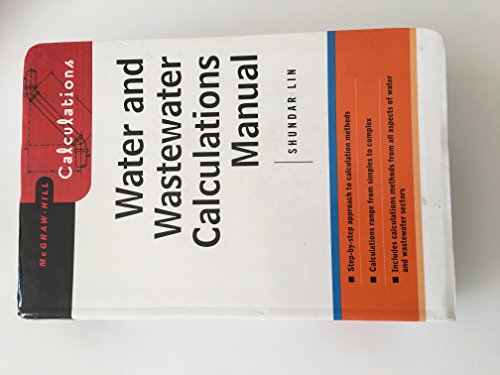 McGRAW-HILL
Calculations
Water and
Wastewater
Calculations
Manual
SHUNDAR LIN
■ Step-by-step approach to calculation methods
■ Calculations range from simples to complex
■ Includes calculations methods from all aspects of water
and wastewater sectors